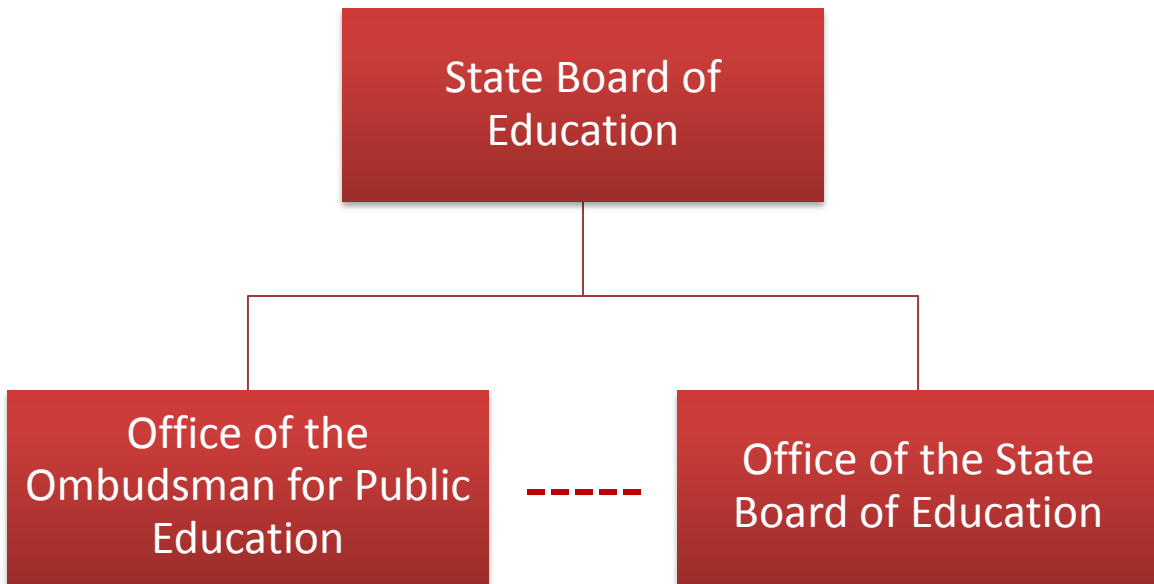 State Board of
Education
Office of the
Ombudsman for Public
Education
Office of the State
Board of Education